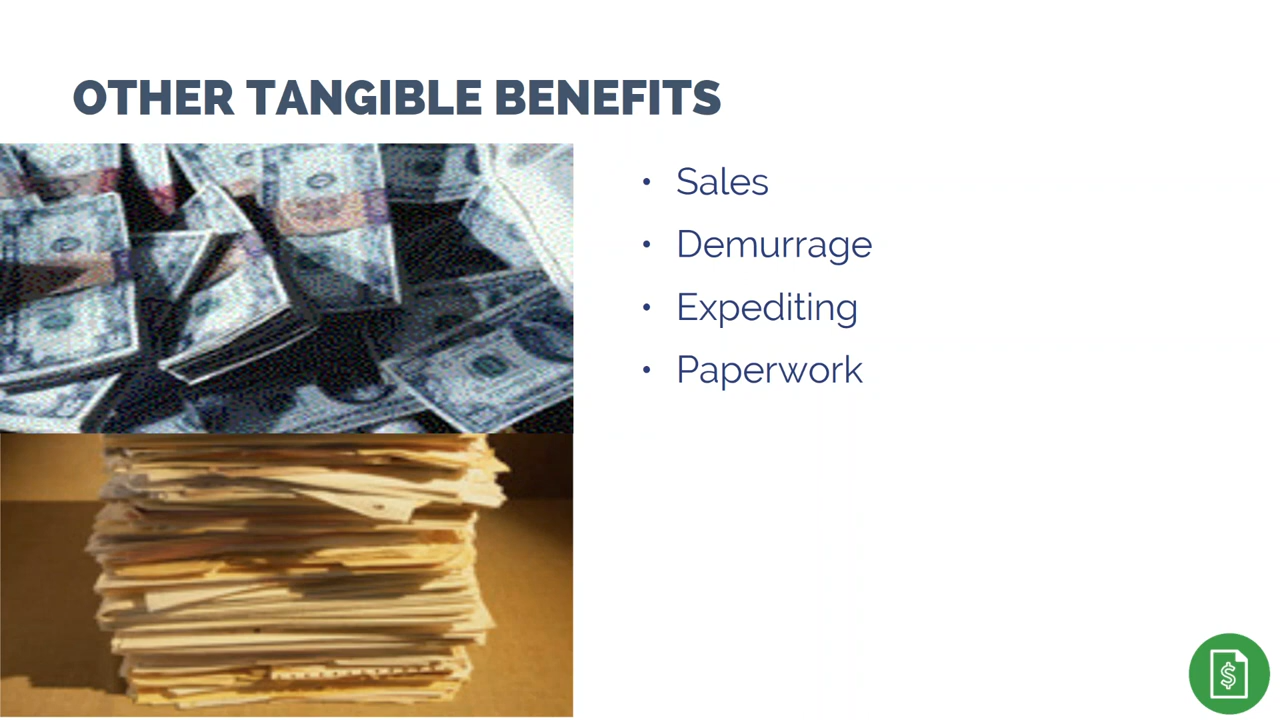 OTHER TANGIBLE BENEFITS
• Sales
• Demurrage
• Expediting
• Paperwork
$